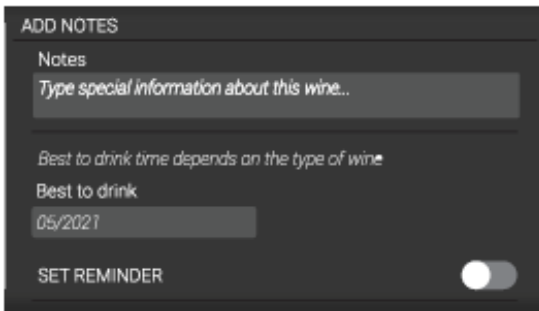 ADD NOTES
Notes
Type special information about this wine...
Best to drink time depends on the type of wine
Best to drink
05/2021
SET REMINDER